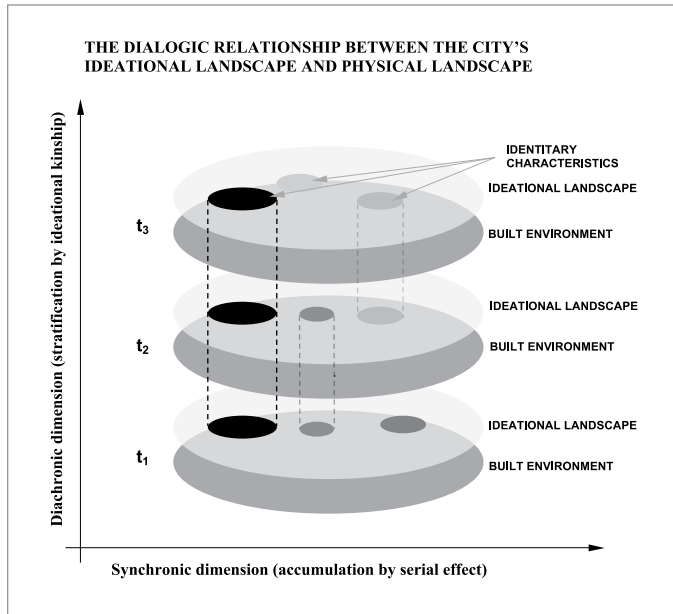 THE DIALOGIC RELATIONSHIP BETWEEN THE CITY'S
IDEATIONAL LANDSCAPE AND PHYSICAL LANDSCAPE
Diachronic dimension (stratification by ideational kinship)
IDENTITARY
CHARACTERISTICS
IDEATIONAL LANDSCAPE
t3
BUILT ENVIRONMENT
IDEATIONAL LANDSCAPE
t2
BUILT ENVIRONMENT
IDEATIONAL LANDSCAPE
t1
BUILT ENVIRONMENT
Synchronic dimension (accumulation by serial effect)